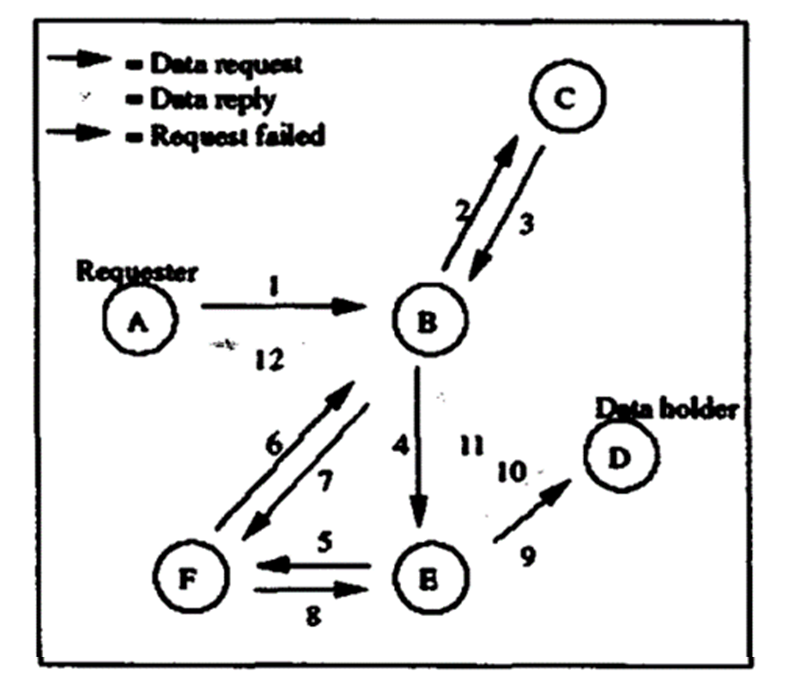 = Data request
= Data reply
= Request failed
C
2
3
Requester
1
A
B
12
Data holder
6
4
11
D
10
7
5
9
F
E
8